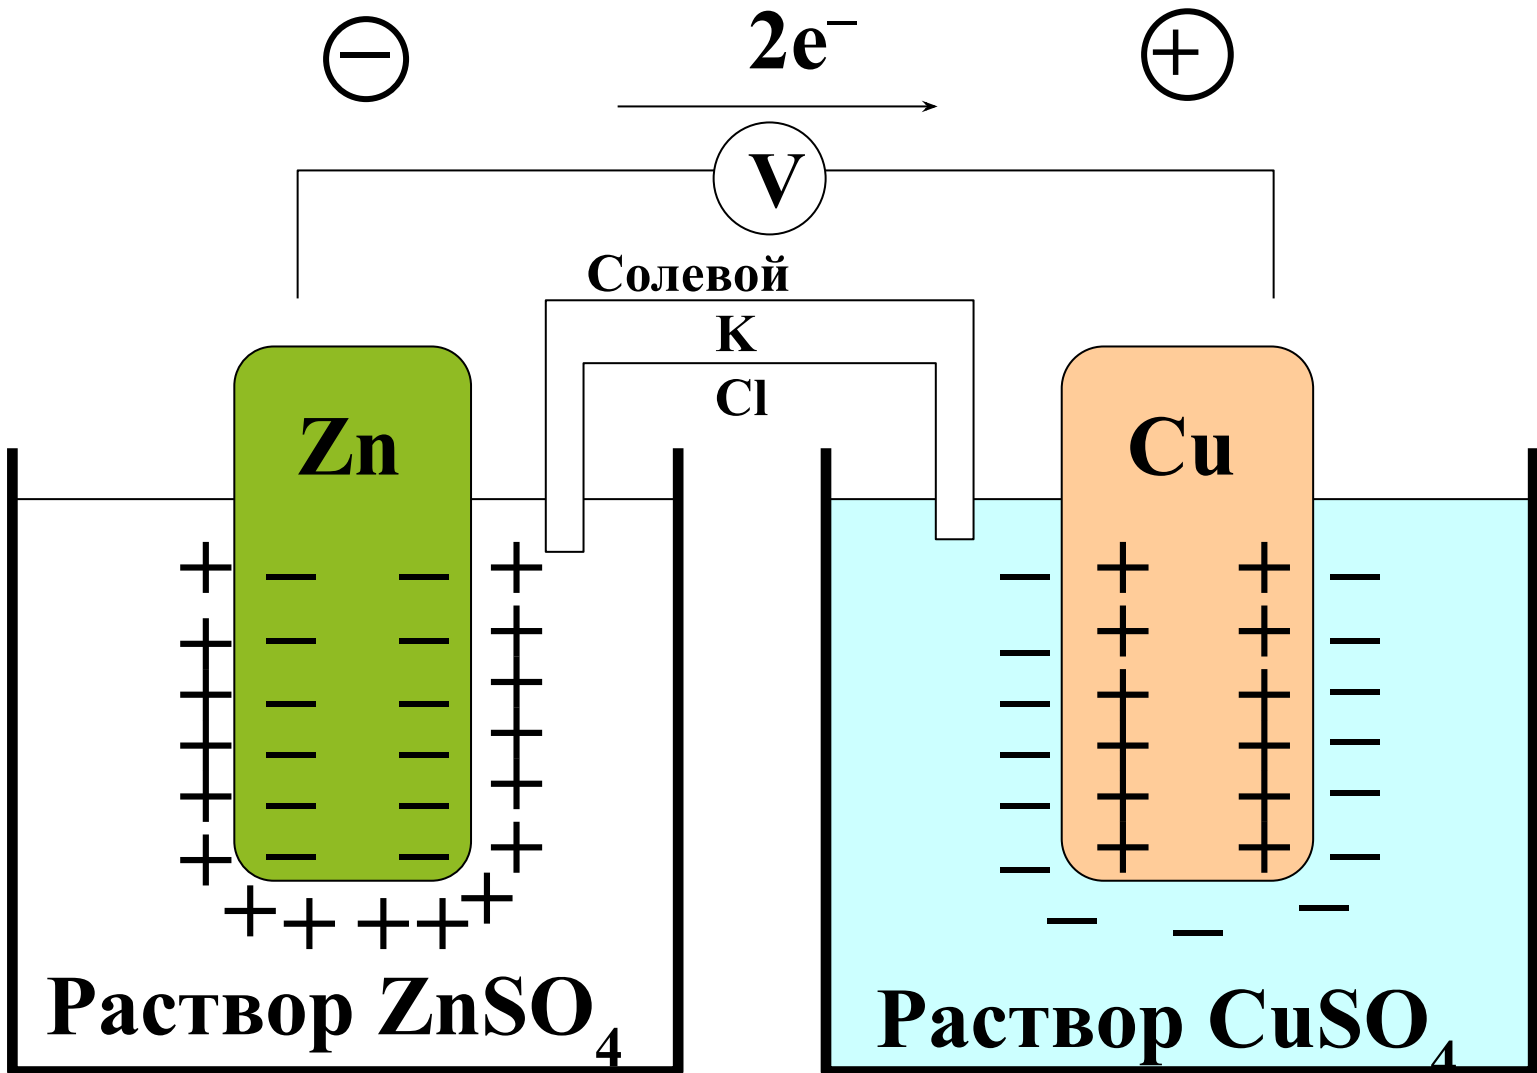 2e⁻
V
Солевой
K
Cl
Zn
Cu
Раствор ZnSO₄
Раствор CuSO₄